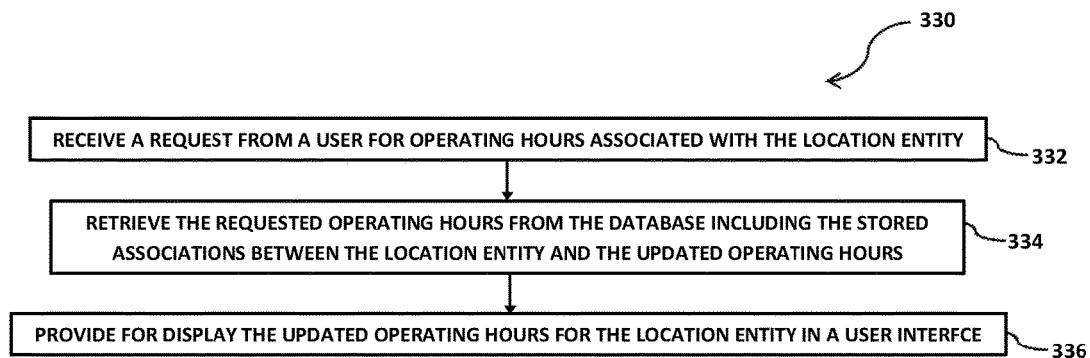 330
RECEIVE A REQUEST FROM A USER FOR OPERATING HOURS ASSOCIATED WITH THE LOCATION ENTITY
332
RETRIEVE THE REQUESTED OPERATING HOURS FROM THE DATABASE INCLUDING THE STORED
ASSOCIATIONS BETWEEN THE LOCATION ENTITY AND THE UPDATED OPERATING HOURS
334
PROVIDE FOR DISPLAY THE UPDATED OPERATING HOURS FOR THE LOCATION ENTITY IN A USER INTERFCE
336